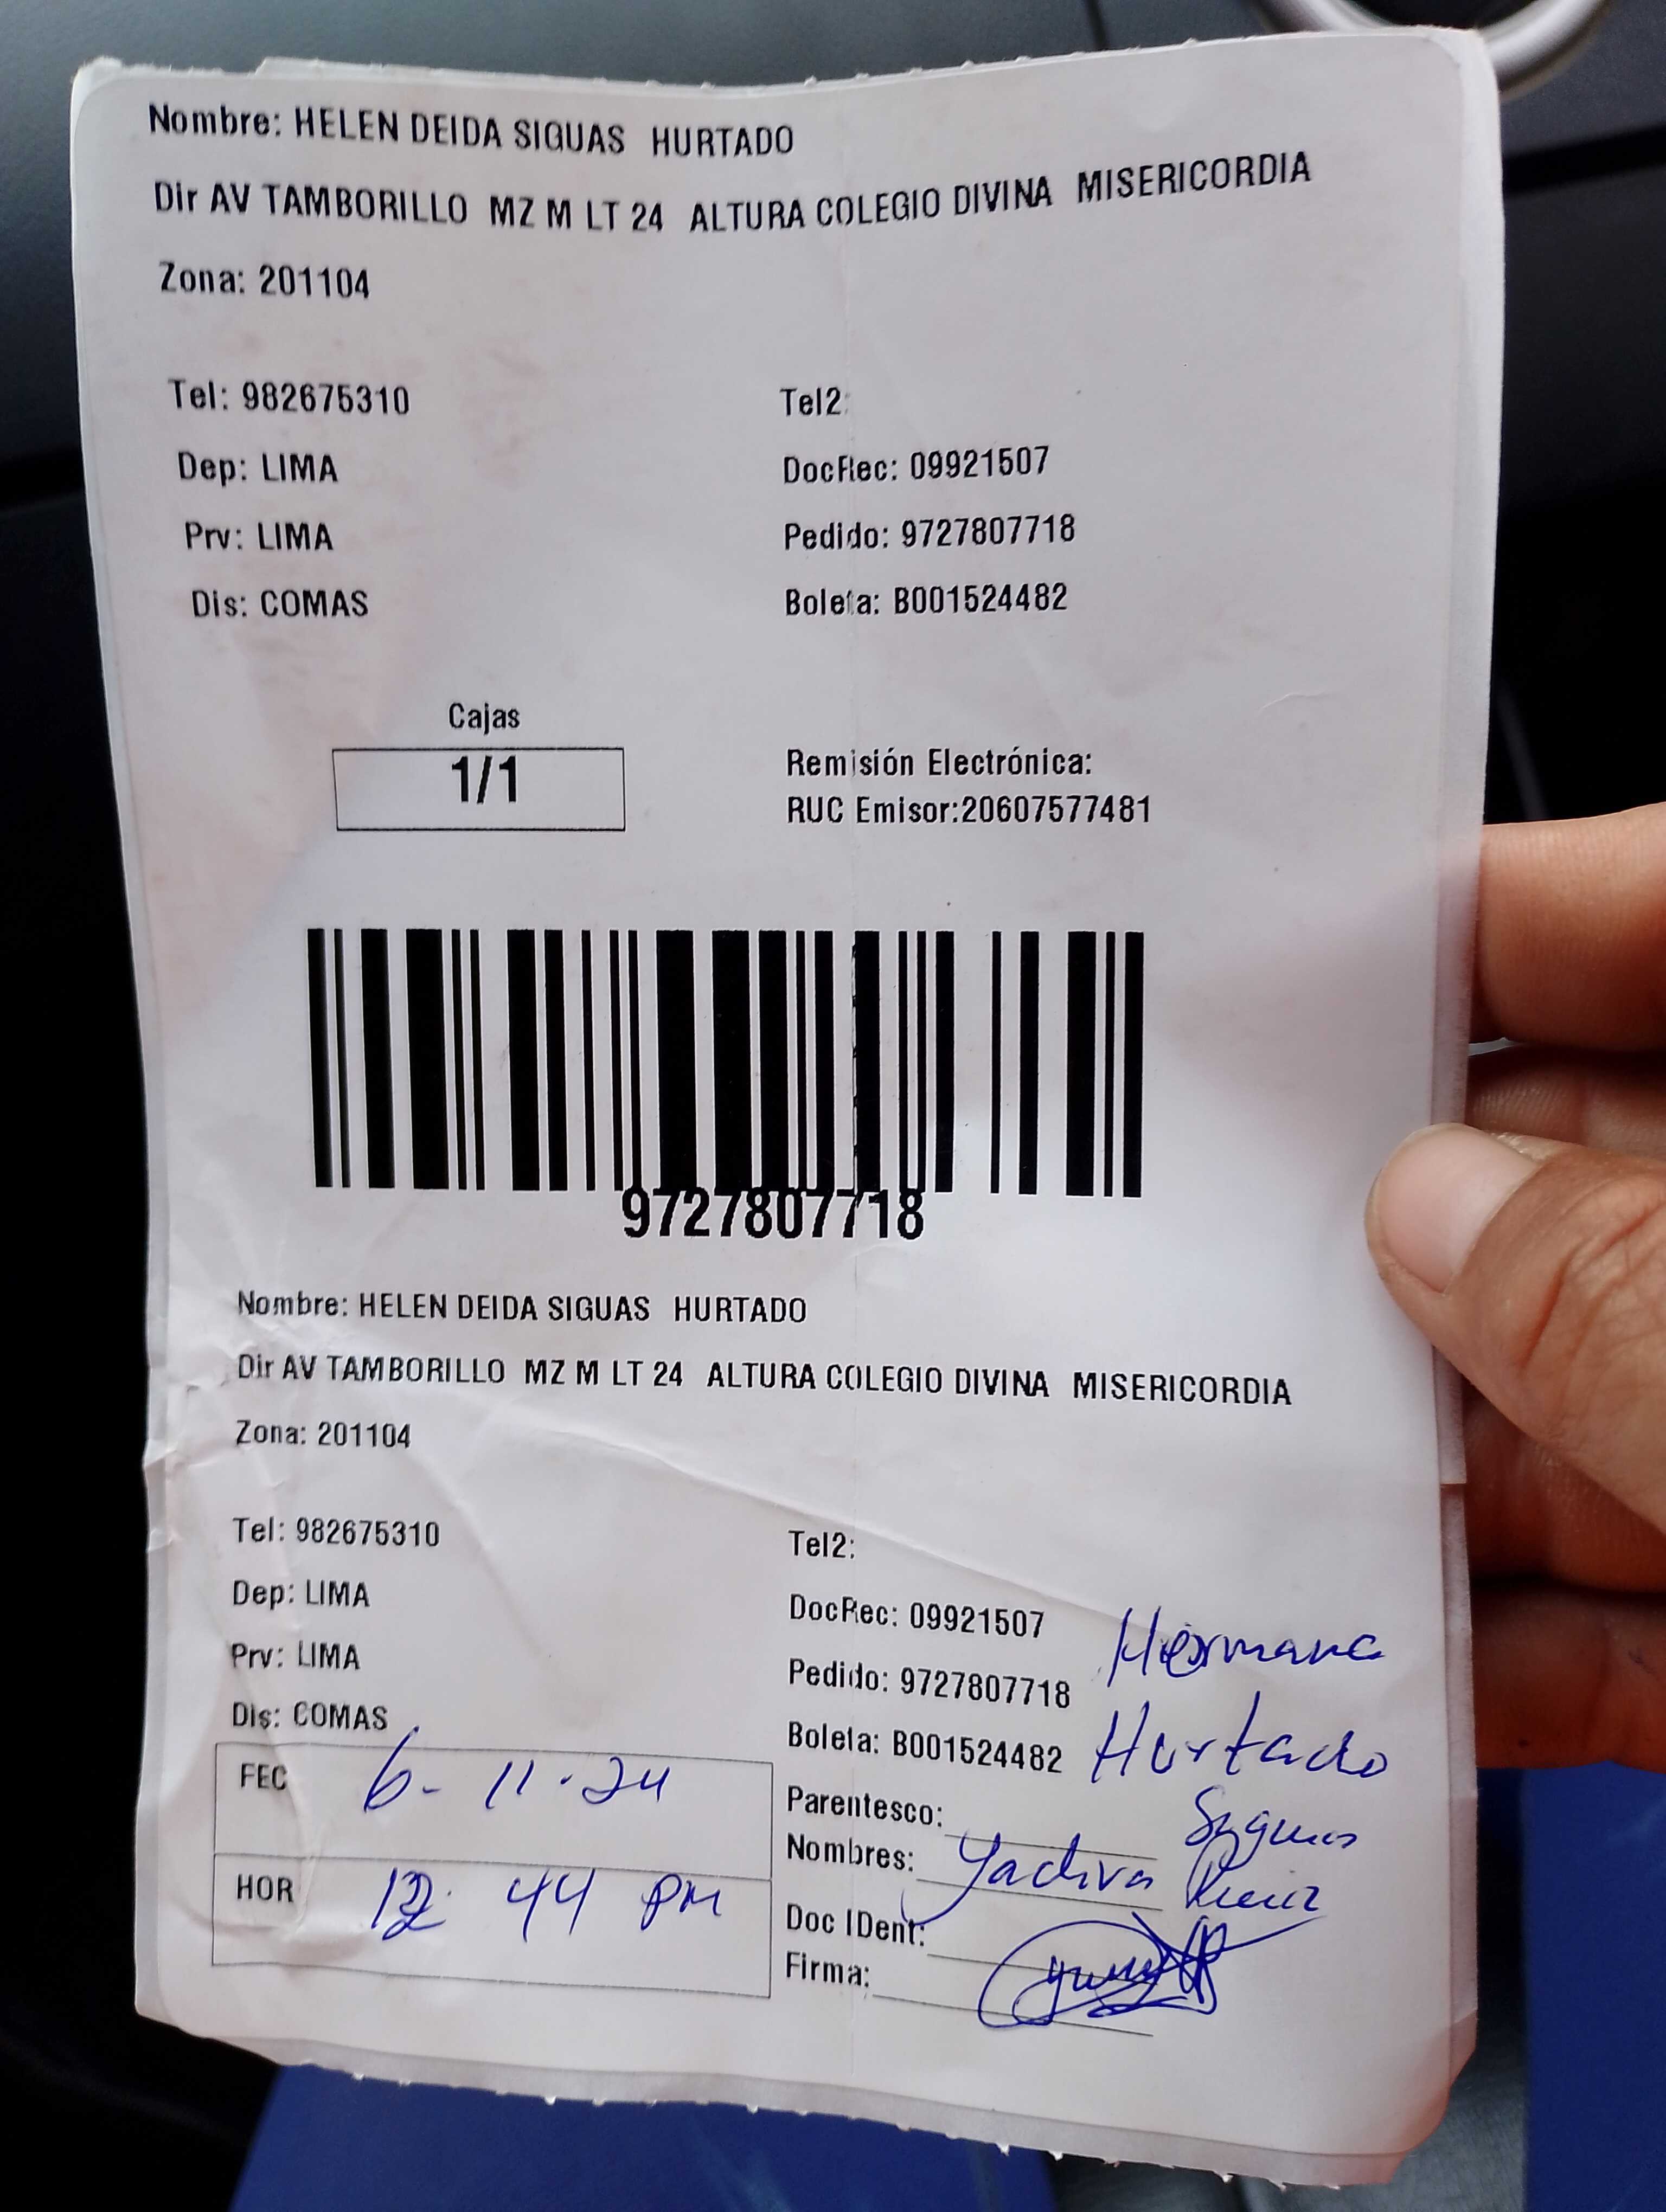 Nombre: HELEN DEIDA SIGUAS HURTADO
Dir AV TAMBORILLO MZ M LT 24 ALTURA COLEGIO DIVINA MISERICORDIA
Zona: 201104
Tel: 982675310
Tel2:
Dep: LIMA
DocRec: 09921507
Prv: LIMA
Pedido: 9727807718
Dis: COMAS
Boleta: B001524482
Cajas
1/1
Remisión Electrónica:
RUC Emisor:20607577481
9727807718
Nombre: HELEN DEIDA SIGUAS HURTADO
Dir AV TAMBORILLO MZ M LT 24 ALTURA COLEGIO DIVINA MISERICORDIA
Zona: 201104
Tel: 982675310
Tel2:
Dep: LIMA
DocRec: 09921507
Hermana
Prv: LIMA
Pedido: 9727807718
Dis: COMAS
Boleta: B001524482
Hurtado
FEC 6-11-24
Parentesco:
Nombres:
HOR 12:44 PM
Doc IDent:
Firma: